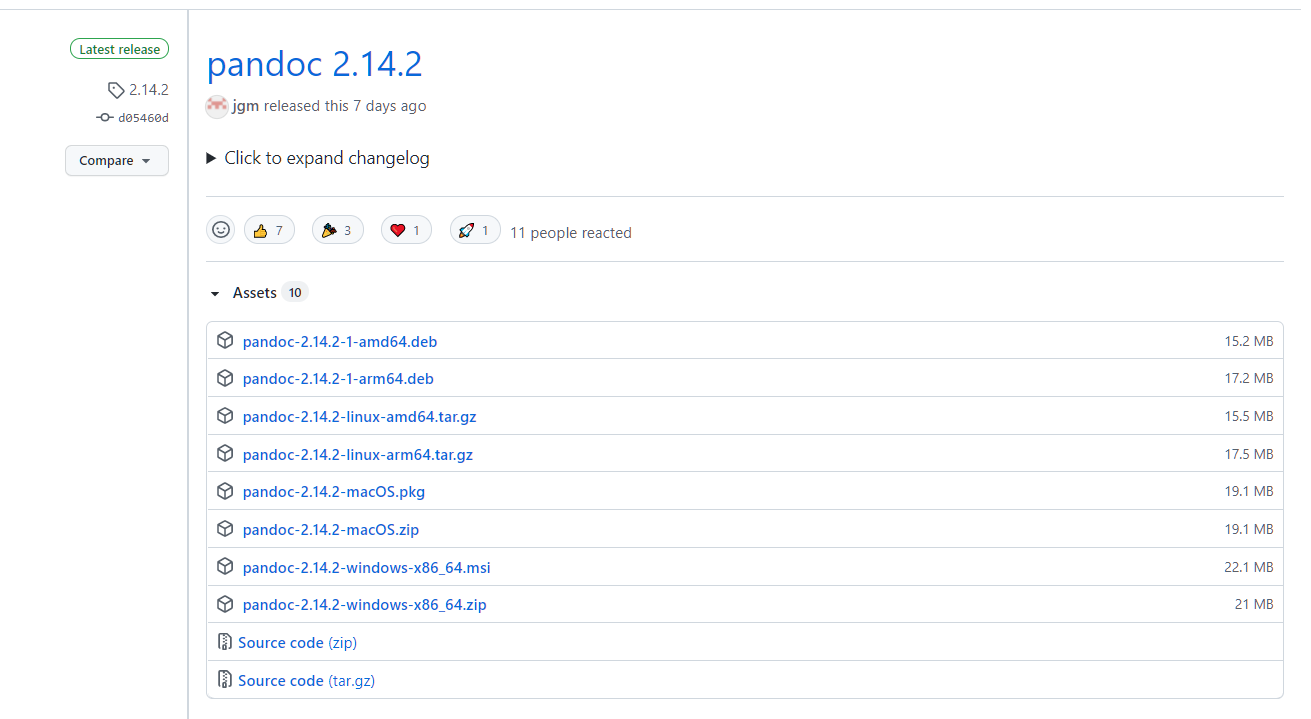 Latest release
2.14.2
d05460d
Compare
pandoc 2.14.2
jgm released this 7 days ago
Click to expand changelog
7 3 1 1 11 people reacted
Assets 10
pandoc-2.14.2-1-amd64.deb 15.2 MB
pandoc-2.14.2-1-arm64.deb 17.2 MB
pandoc-2.14.2-linux-amd64.tar.gz 15.5 MB
pandoc-2.14.2-linux-arm64.tar.gz 17.5 MB
pandoc-2.14.2-macOS.pkg 19.1 MB
pandoc-2.14.2-macOS.zip 19.1 MB
pandoc-2.14.2-windows-x86_64.msi 22.1 MB
pandoc-2.14.2-windows-x86_64.zip 21 MB
Source code (zip)
Source code (tar.gz)